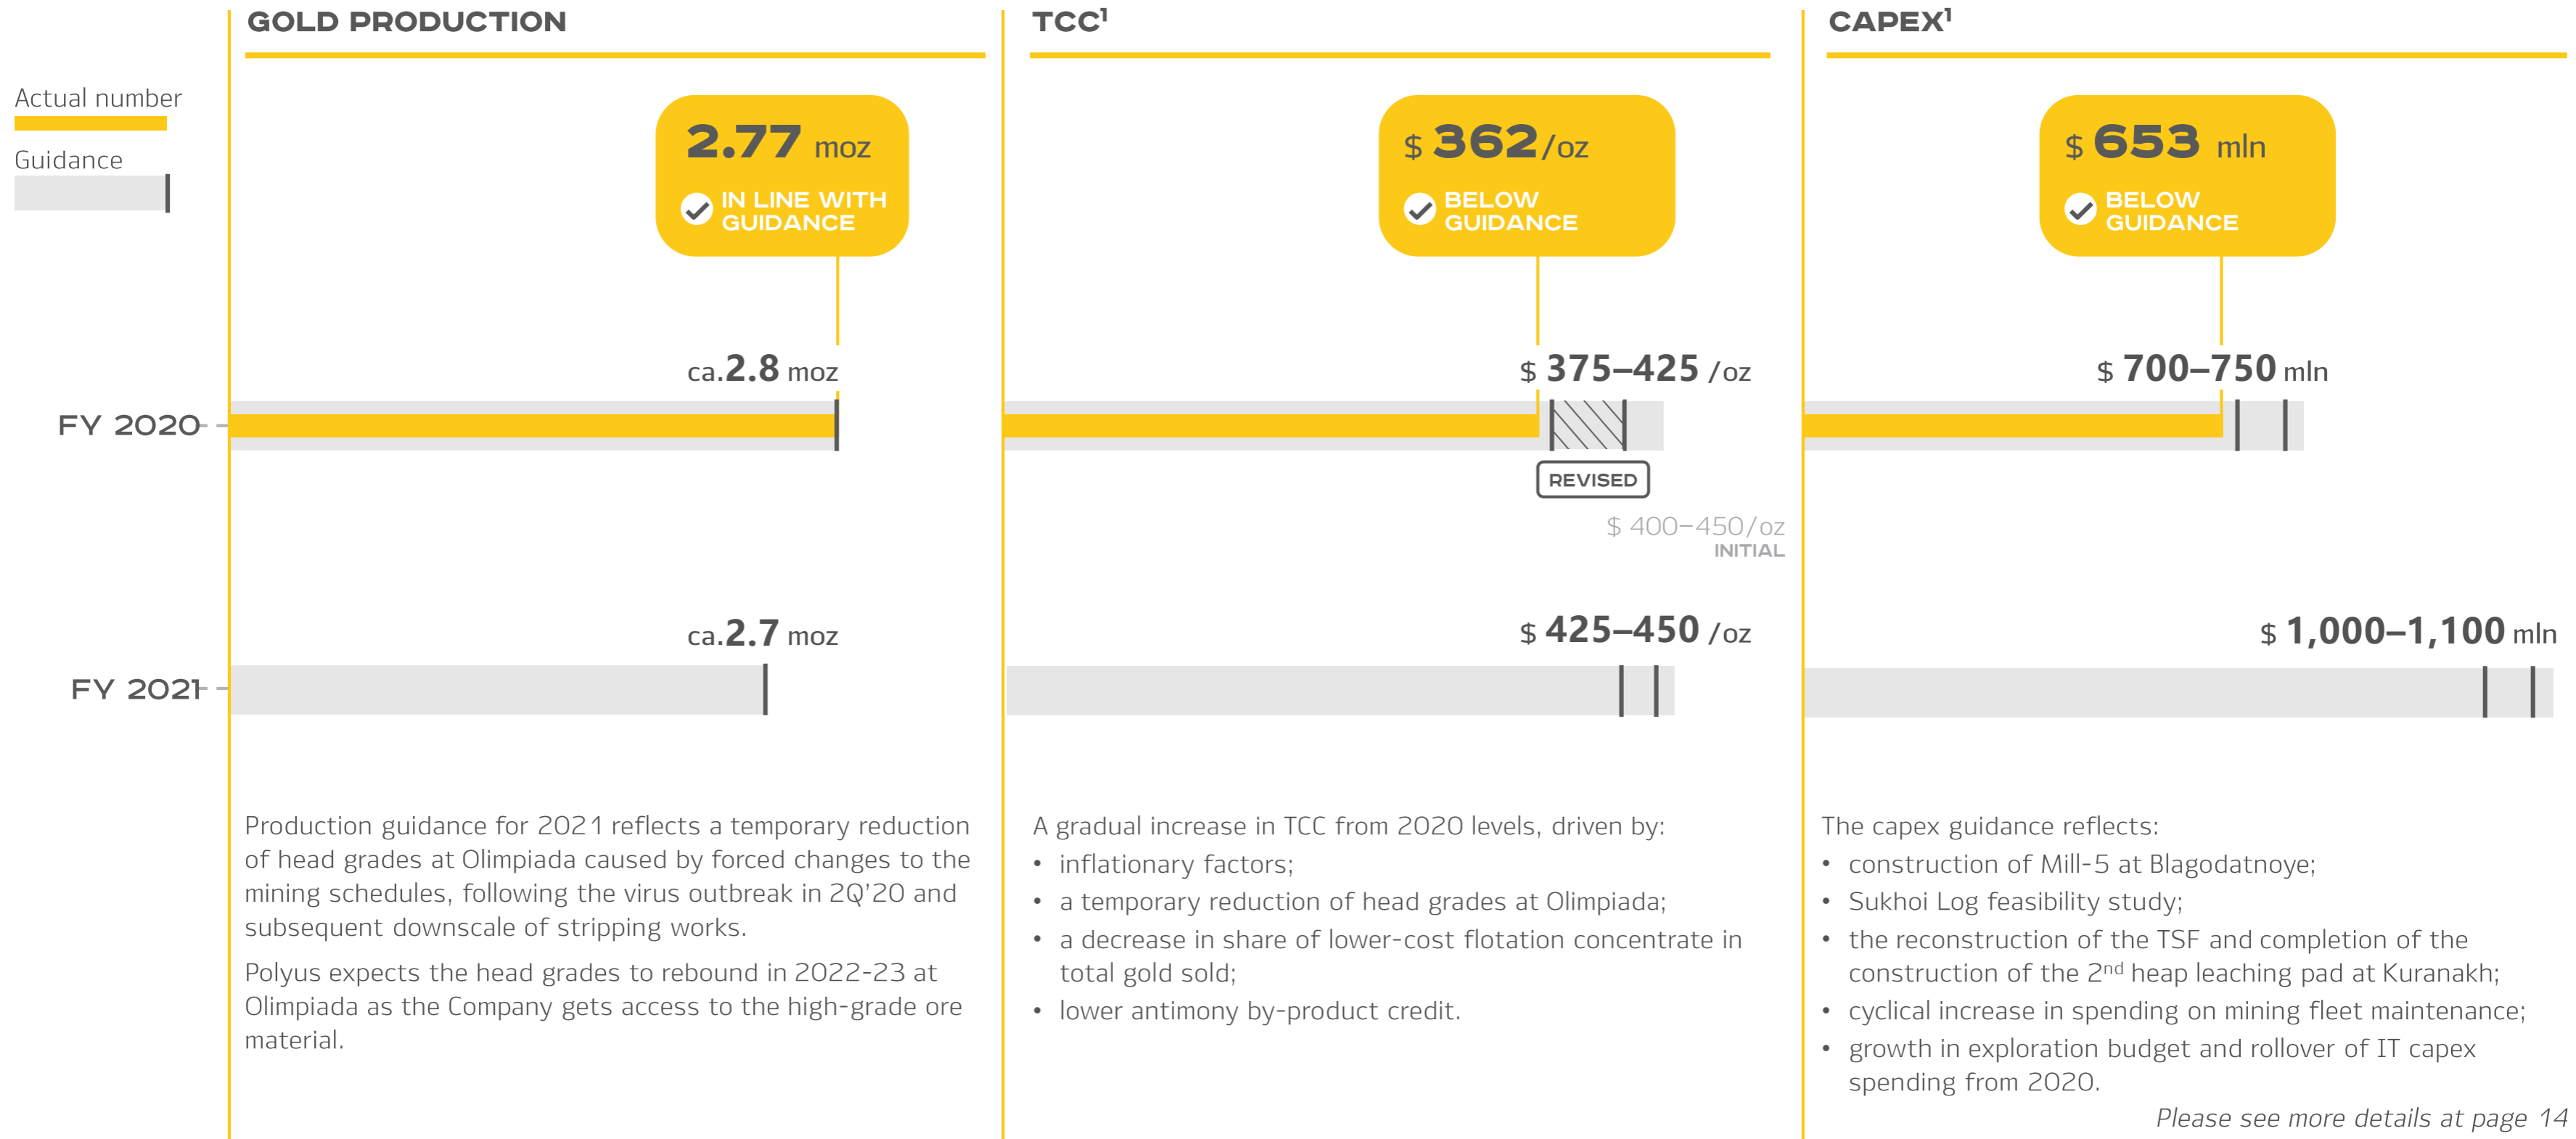 GOLD PRODUCTION
TCC¹
CAPEX¹
Actual number
Guidance
2.77 moz
IN LINE WITH
GUIDANCE
$ 362/oz
BELOW
GUIDANCE
$ 653 mln
BELOW
GUIDANCE
FY 2020
ca.2.8 moz
$ 375–425 /oz
REVISED
$ 400–450/oz
INITIAL
$ 700–750 mln
FY 2021
ca.2.7 moz
$ 425–450 /oz
$ 1,000–1,100 mln
Production guidance for 2021 reflects a temporary reduction
of head grades at Olimpiada caused by forced changes to the
mining schedules, following the virus outbreak in 2Q’20 and
subsequent downscale of stripping works.
Polyus expects the head grades to rebound in 2022-23 at
Olimpiada as the Company gets access to the high-grade ore
material.
A gradual increase in TCC from 2020 levels, driven by:
• inflationary factors;
• a temporary reduction of head grades at Olimpiada;
• a decrease in share of lower-cost flotation concentrate in
total gold sold;
• lower antimony by-product credit.
The capex guidance reflects:
• construction of Mill-5 at Blagodatnoye;
• Sukhoi Log feasibility study;
• the reconstruction of the TSF and completion of the
construction of the 2nd heap leaching pad at Kuranakh;
• cyclical increase in spending on mining fleet maintenance;
• growth in exploration budget and rollover of IT capex
spending from 2020.
Please see more details at page 14